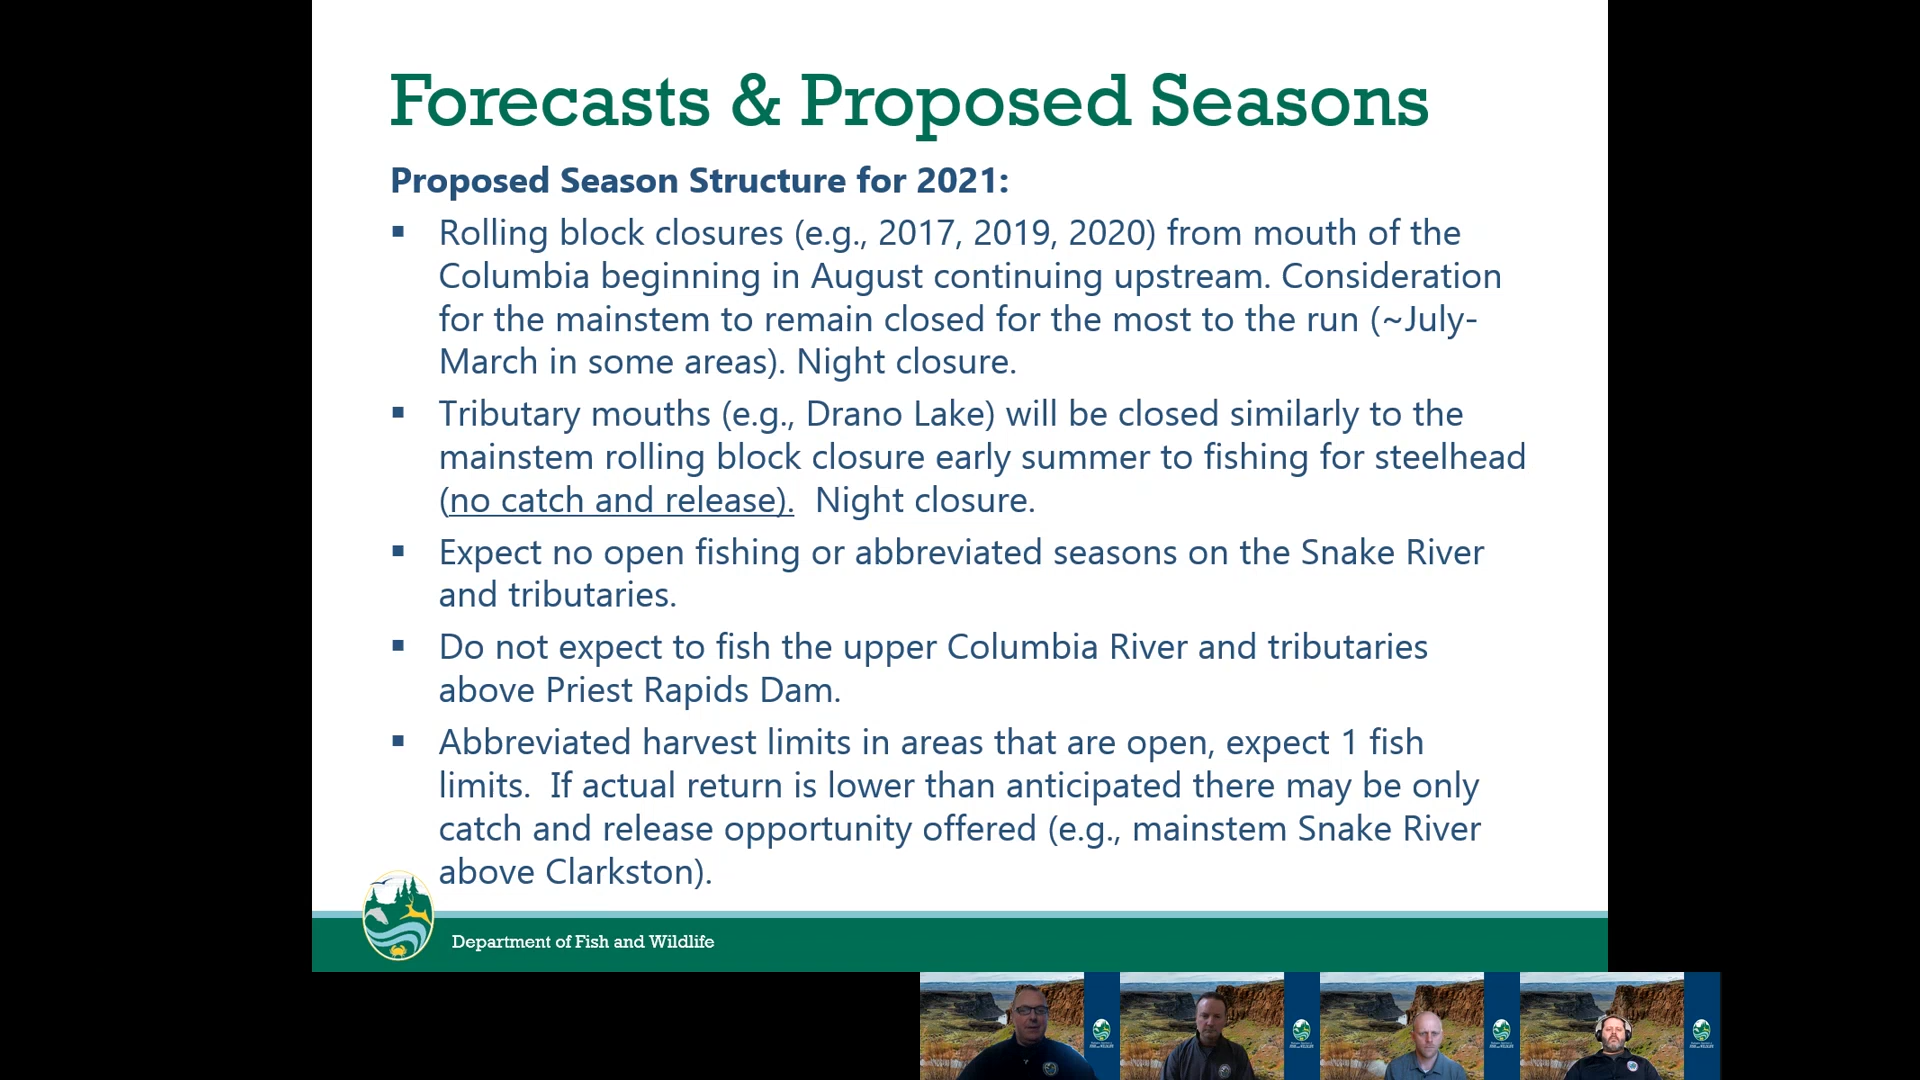 Forecasts & Proposed Seasons
Proposed Season Structure for 2021:
▪ Rolling block closures (e.g., 2017, 2019, 2020) from mouth of the
Columbia beginning in August continuing upstream. Consideration
for the mainstem to remain closed for the most to the run (~July-
March in some areas). Night closure.
▪ Tributary mouths (e.g., Drano Lake) will be closed similarly to the
mainstem rolling block closure early summer to fishing for steelhead
(no catch and release).  Night closure.
▪ Expect no open fishing or abbreviated seasons on the Snake River
and tributaries.
▪ Do not expect to fish the upper Columbia River and tributaries
above Priest Rapids Dam.
▪ Abbreviated harvest limits in areas that are open, expect 1 fish
limits.  If actual return is lower than anticipated there may be only
catch and release opportunity offered (e.g., mainstem Snake River
above Clarkston).
Department of Fish and Wildlife